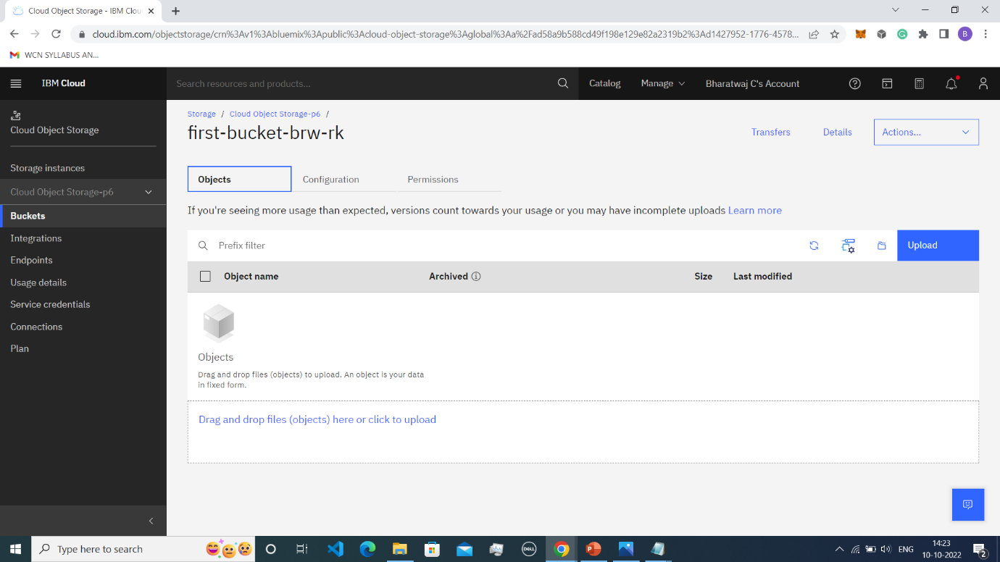 Cloud Object Storage - IBM Clou
cloud.ibm.com/objectstorage/crn%3Av1%3Abluemix%3Apublic%3Acloud-object-storage%3Aglobal%3Aa%2Fad58a9b588cd49f198e129e82a2319b2%3Ad1427952-1776-4578...
B
WCN SYLLABUS AN...
IBM Cloud
Search resources and products...
Catalog
Manage
Bharatwaj C's Account
Cloud Object Storage
Storage instances
Cloud Object Storage-p6
Buckets
Integrations
Endpoints
Usage details
Service credentials
Connections
Plan
Storage / Cloud Object Storage-p6 /
first-bucket-brw-rk
Transfers
Details
Actions...
Objects
Configuration
Permissions
If you're seeing more usage than expected, versions count towards your usage or you may have incomplete uploads Learn more
Prefix filter
Upload
Object name
Archived
Size
Last modified
Objects
Drag and drop files (objects) to upload. An object is your data
in fixed form.
Drag and drop files (objects) here or click to upload
Type here to search
DELL
ENG
14:23
10-10-2022
2